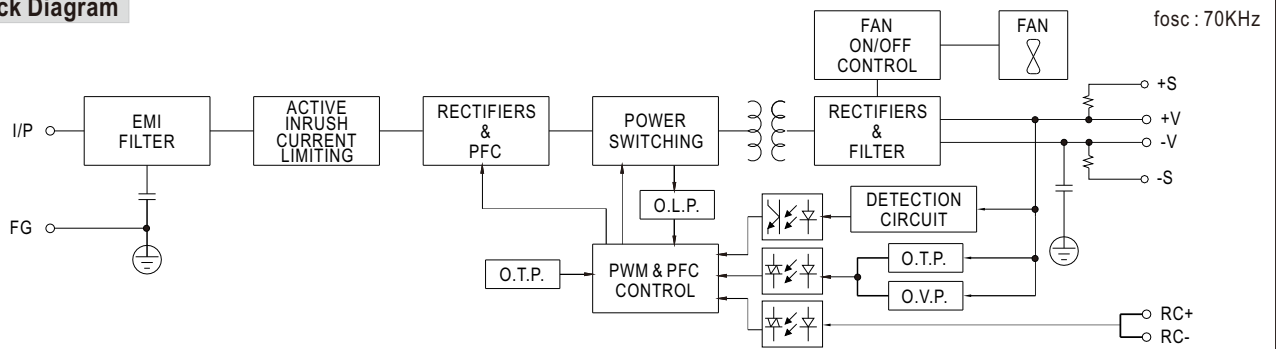 ck Diagram
fosc : 70KHz
FAN
ON/OFF
CONTROL
FAN
I/P
EMI
FILTER
ACTIVE
INRUSH
CURRENT
LIMITING
RECTIFIERS
&
PFC
POWER
SWITCHING
RECTIFIERS
&
FILTER
+S
+V
-V
-S
FG
O.L.P.
DETECTION
CIRCUIT
O.T.P.
PWM & PFC
CONTROL
O.T.P.
O.V.P.
RC+
RC-